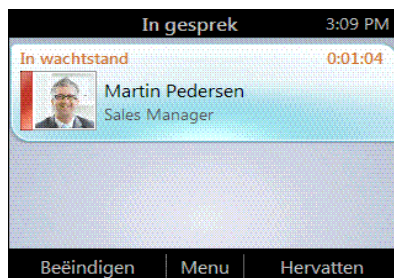 In gesprek 3:09 PM
In wachtstand 0:01:04
Martin Pedersen
Sales Manager
Beëindigen Menu Hervatten